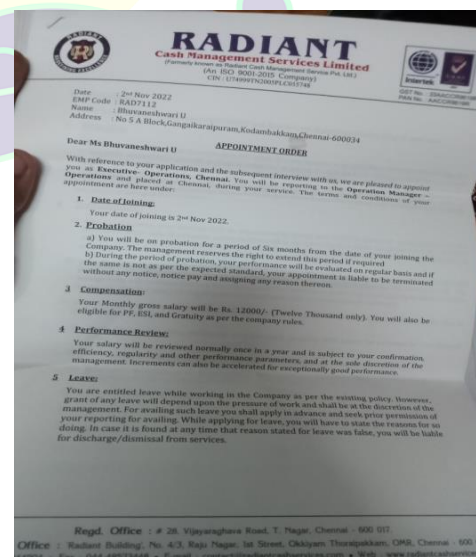 RADIANT
Cash Management Services Limited
(Formerly known as Radiant Cash Management Service Pvt. Ltd.)
(An ISO 9001-2015 Company)
Intertek
Date : 2nd Nov 2022
EMP Code : RAD7112
Name : Bhuvaneshwari U
Address : No 5 A Block,Gangaikaraipuram,Kodambakkam,Chennai-600034
Dear Ms Bhuvaneshwari U APPOINTMENT ORDER
With reference to your application and the subsequent interview with us, we are pleased to appoint
you as Executive- Operations, Chennai. You will be reporting to the Operation Manager –
Operations and placed at Chennai, during your service. The terms and conditions of your
appointment are here under:
1. Date of Joining:
Your date of joining is 2nd Nov 2022.
2. Probation
a) You will be on probation for a period of Six months from the date of your joining the
Company. The management reserves the right to extend this period if required
b) During the period of probation, your performance will be evaluated on regular basis and if
the same is not as per the expected standard, your appointment is liable to be terminated
without any notice, notice pay and assigning any reason thereon.
3 Compensation:
Your Monthly gross salary will be Rs. 12000/- (Twelve Thousand only). You will also be
eligible for PF, ESI, and Gratuity as per the company rules.
4 Performance Review:
Your salary will be reviewed normally once in a year and is subject to your confirmation,
efficiency, regularity and other performance parameters, and at the sole discretion of the
management. Increments can also be accelerated for exceptionally good performance.
5 Leave:
You are entitled leave while working in the Company as per the existing policy. However,
grant of any leave will depend upon the pressure of work and shall be at the discretion of the
management. For availing such leave you shall apply in advance and seek prior permission of
your reporting for availing. While applying for leave, you will have to state the reasons for so
doing. In case it is found at any time that reason stated for leave was false, you will be liable
for discharge/dismissal from services.
Regd. Office : # 28, Vijayaraghava Road, T. Nagar, Chennai - 600 017.
Office : 'Radiant Building', No. 4/3, Raju Nagar, Ist Street, Okkiyam Thoraipakkam, OMR, Chennai - 600